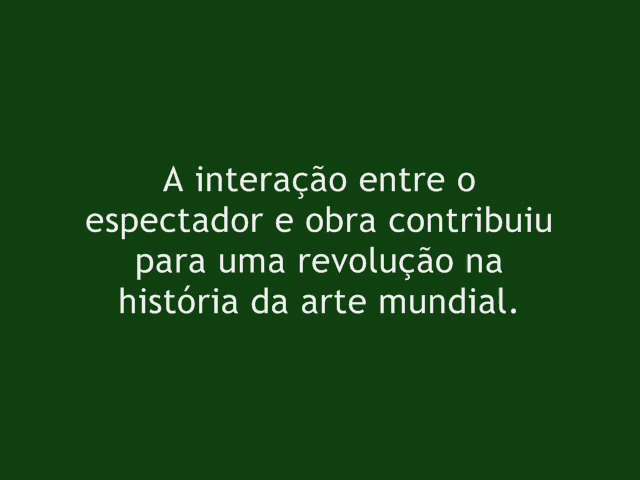 A interação entre o
espectador e obra contribuiu
para uma revolução na
história da arte mundial.